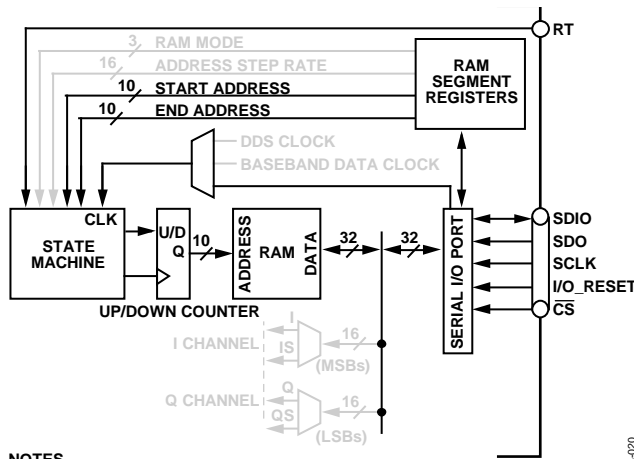 RT
3 RAM MODE
16 ADDRESS STEP RATE
10 START ADDRESS
10 END ADDRESS
RAM
SEGMENT
REGISTERS
DDS CLOCK
BASEBAND DATA CLOCK
CLK
STATE
MACHINE
U/D
Q
10
ADDRESS
RAM
DATA
32
32
SERIAL I/O PORT
SDIO
SDO
SCLK
I/O_RESET
CS
UP/DOWN COUNTER
I CHANNEL
I
IS
16
(MSBs)
Q CHANNEL
Q
QS
16
(LSBs)
NOTES
-020